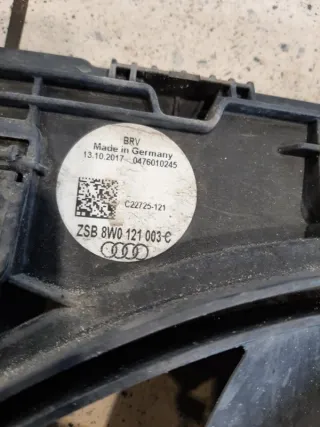 BRV
Made in Germany
13.10.2017 0476010245
C22725-121
ZSB 8W0 121 003-C